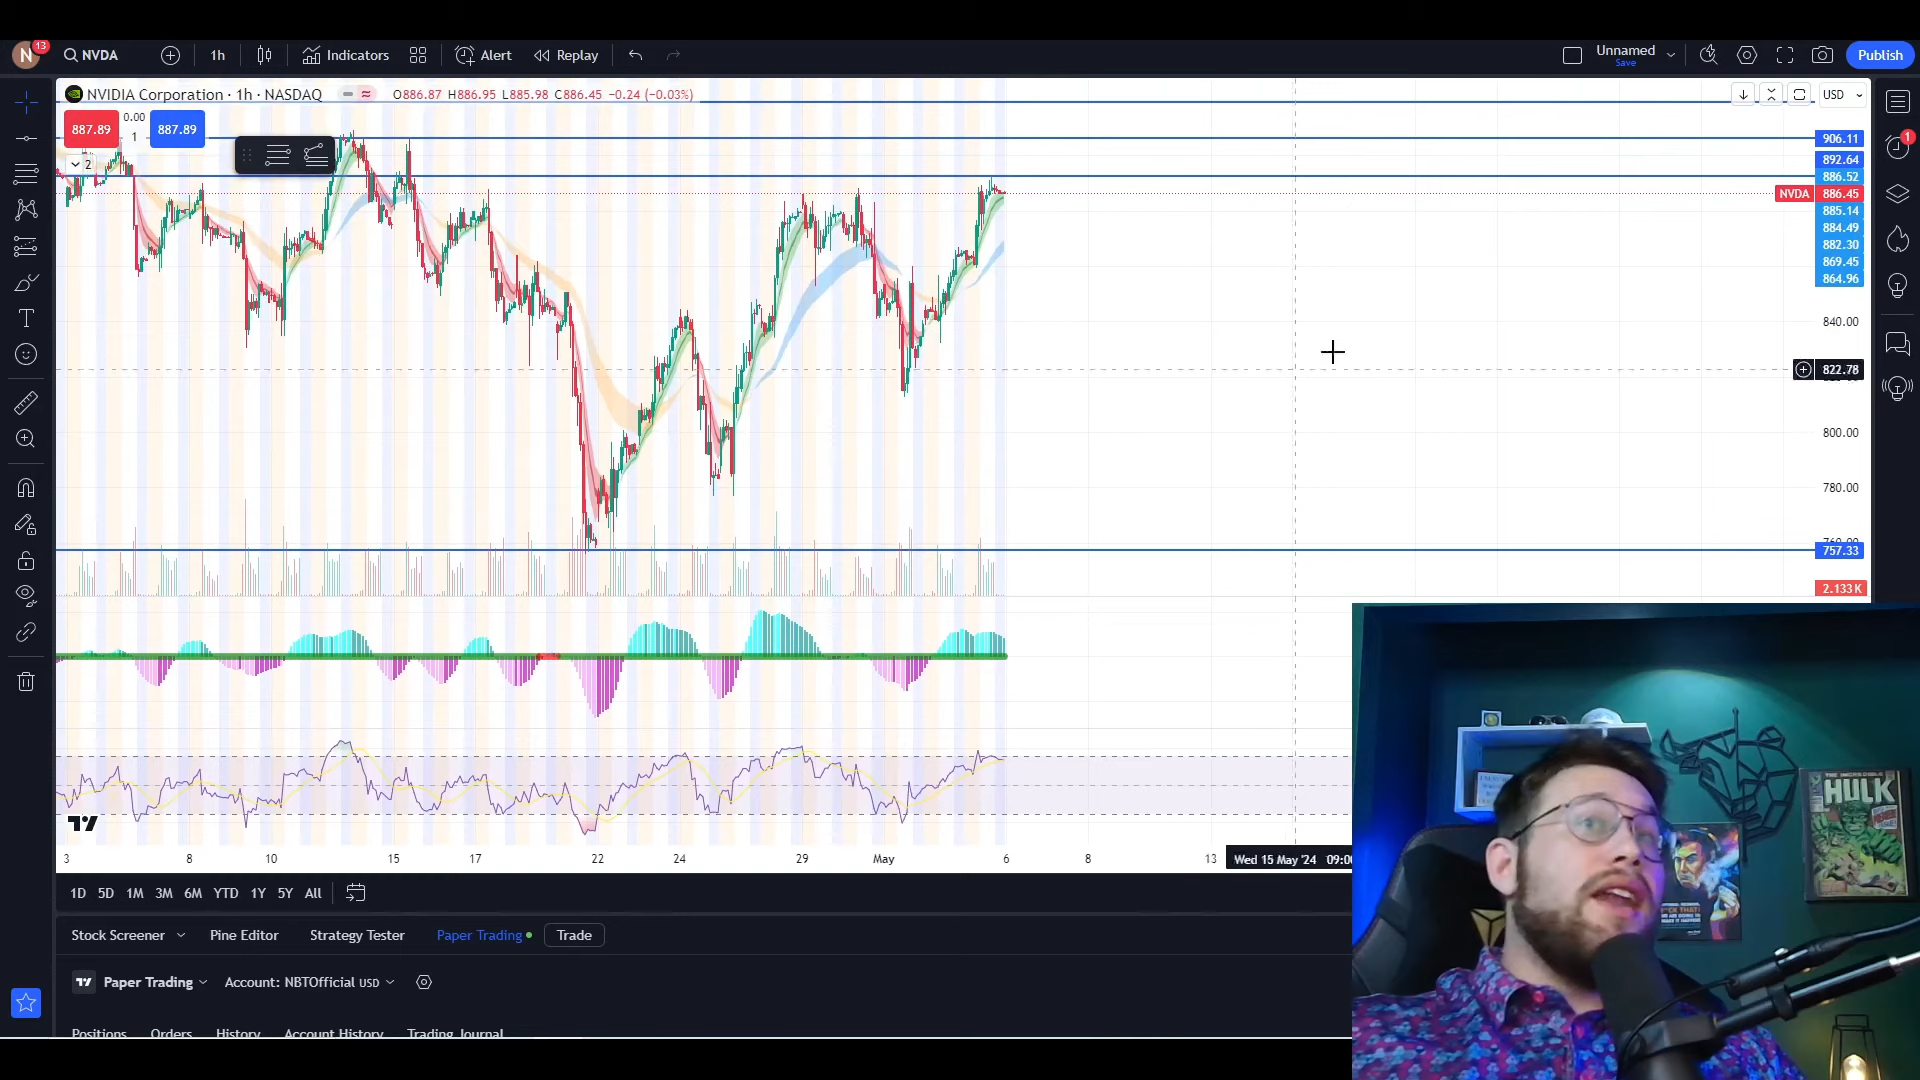 N 13 NVDA 1h Indicators Alert Replay Unnamed Save Publish
NVIDIA Corporation · 1h · NASDAQ O886.87 H886.95 L885.98 C886.45 −0.24 (−0.03%) USD
887.89 0.00 1 887.89
2
906.11
892.64
886.52
NVDA 886.45
885.14
884.49
882.30
869.45
864.96
840.00
822.78
800.00
780.00
757.33
2.133K
1
3 8 10 15 17 22 24 29 May 6 8 13 Wed 15 May '24 09:00
1D 5D 1M 3M 6M YTD 1Y 5Y All
Stock Screener Pine Editor Strategy Tester Paper Trading Trade
Paper Trading Account: NBTOfficial USD
Positions Orders History Account History Trading Journal
HULK